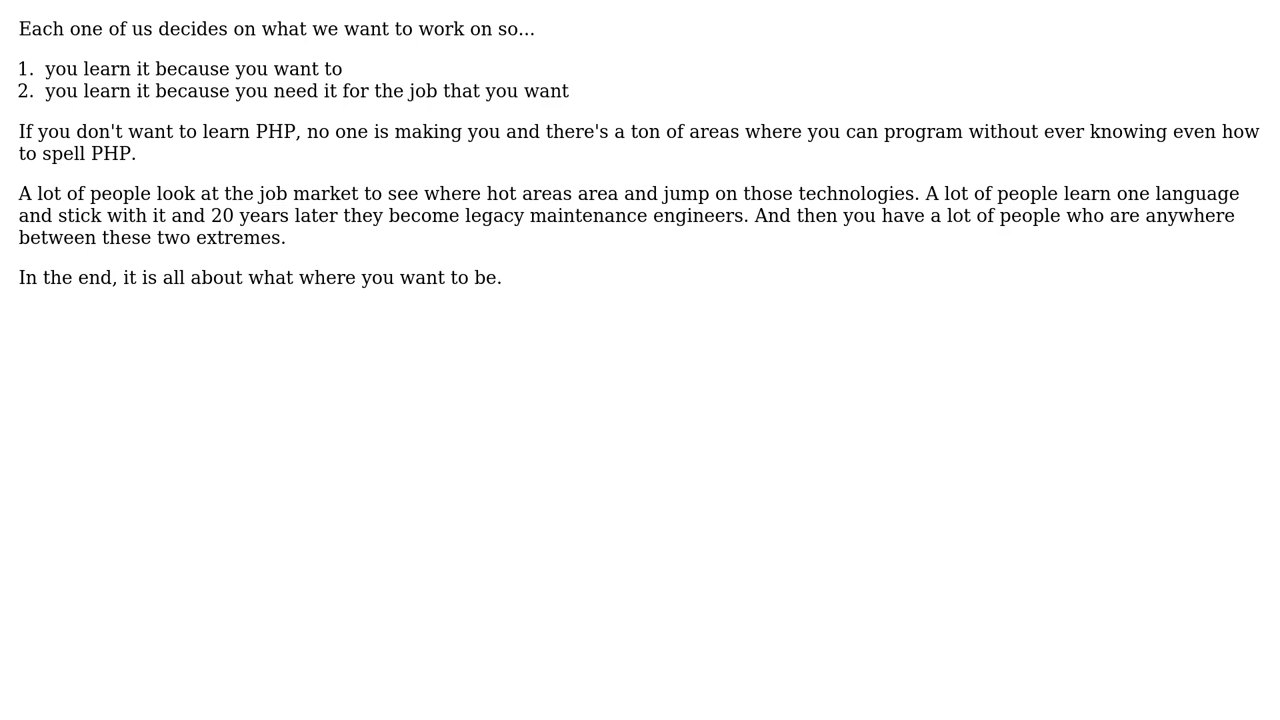 Each one of us decides on what we want to work on so...
1. you learn it because you want to
2. you learn it because you need it for the job that you want
If you don't want to learn PHP, no one is making you and there's a ton of areas where you can program without ever knowing even how
to spell PHP.
A lot of people look at the job market to see where hot areas area and jump on those technologies. A lot of people learn one language
and stick with it and 20 years later they become legacy maintenance engineers. And then you have a lot of people who are anywhere
between these two extremes.
In the end, it is all about what where you want to be.